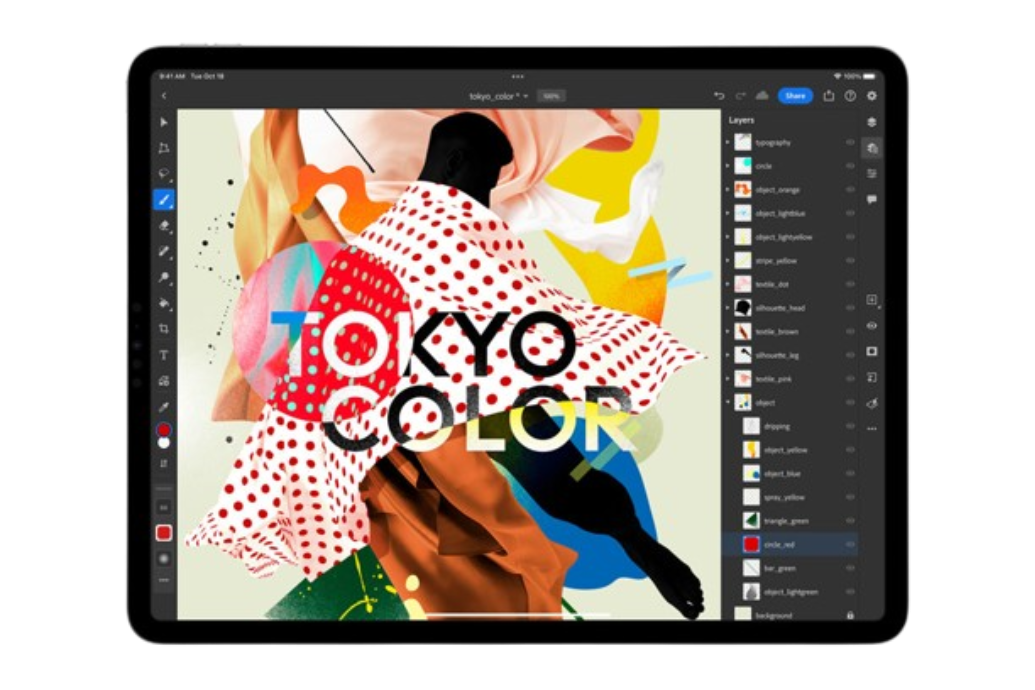 9:41 AM Tue Oct 18
100%
tokyo_color *
100%
Share
TOKYO
COLOR
Layers
typography
circle
object_orange
object_lightblue
object_lightyellow
stripe_yellow
textile_dot
silhouette_head
textile_brown
silhouette_leg
textile_pink
object
dripping
object_yellow
object_blue
spray_yellow
triangle_green
circle_red
bar_green
object_lightgreen
background